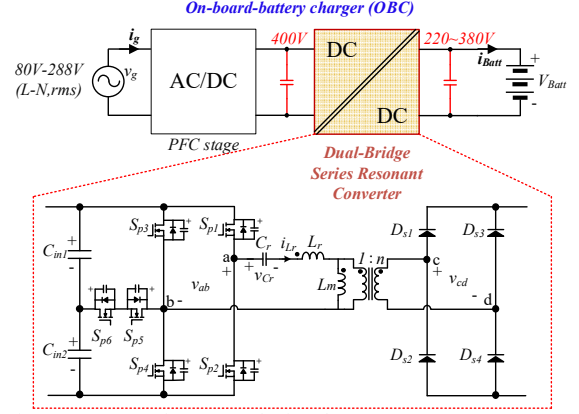 On-board-battery charger (OBC)
i_g
400V
220~380V
i_Batt
80V-288V
(L-N,rms)
v_g
AC/DC
DC
DC
+
-
V_Batt
PFC stage
Dual-Bridge
Series Resonant
Converter
S_p3
S_p1
C_r
i_Lr
L_r
1 : n
D_s1
D_s3
C_in1
+
-
a
+
+
v_Cr
-
c
+
v_ab
L_m
v_cd
b
-
-
d
S_p6
S_p5
C_in2
+
-
S_p4
S_p2
D_s2
D_s4